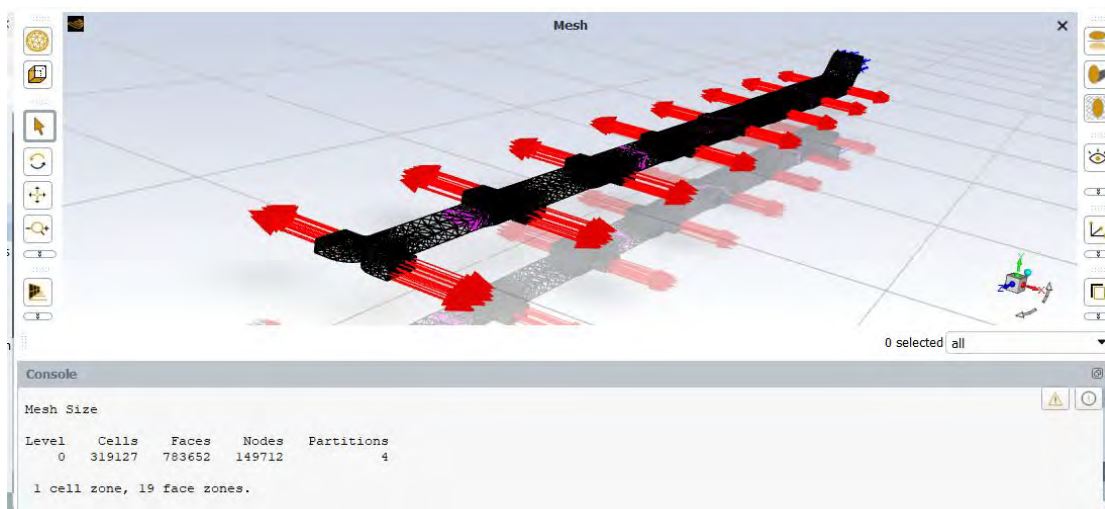 Mesh
0 selected all
Console
Mesh Size
Level Cells Faces Nodes Partitions
0 319127 783652 149712 4
1 cell zone, 19 face zones.